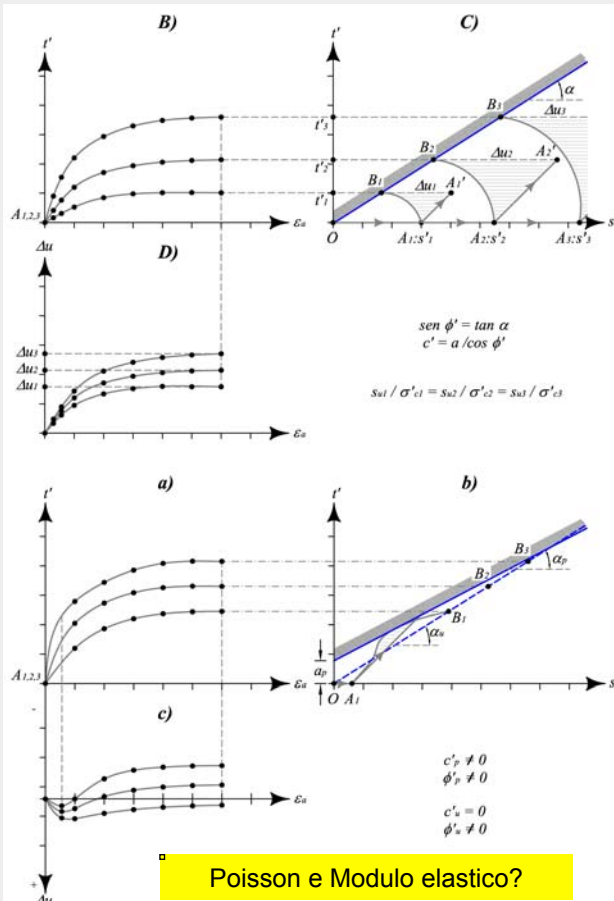 B)
t'
A1,2,3
εa
C)
t'
t'3
t'2
t'1
B3
B2
B1
α
Δu3
Δu2
Δu1
A2'
A1'
O
A1:s'1
A2:s'2
A3:s'3
s
D)
Δu
Δu3
Δu2
Δu1
εa
sen ϕ' = tan α
c' = a /cos ϕ'
su1 / σ'c1 = su2 / σ'c2 = su3 / σ'c3
a)
t'
A1,2,3
εa
b)
t'
B3
B2
B1
αp
αu
ap
O
A1
s
c)
-
εa
+
c'p ≠ 0
ϕ'p ≠ 0
c'u = 0
ϕ'u ≠ 0
Poisson e Modulo elastico?